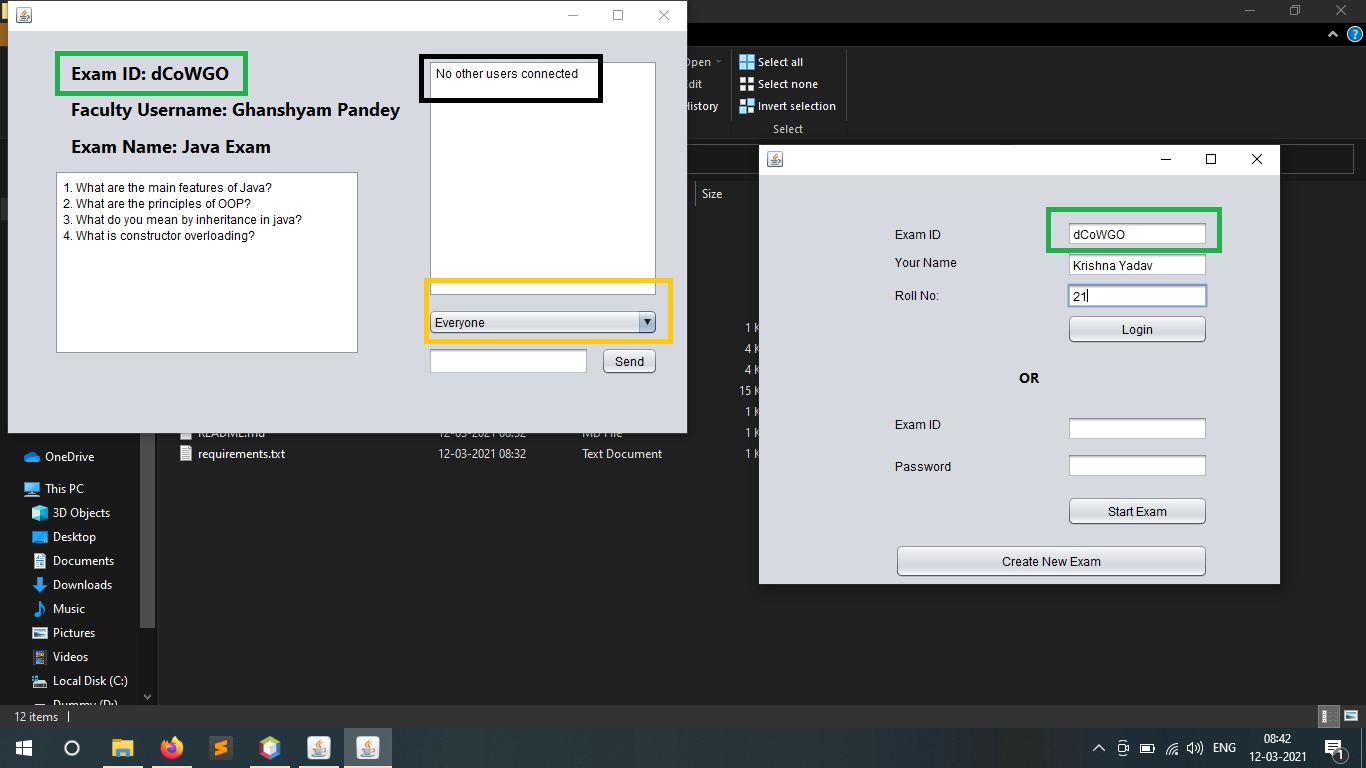 Exam ID: dCoWGO
Faculty Username: Ghanshyam Pandey
Exam Name: Java Exam
1. What are the main features of Java?
2. What are the principles of OOP?
3. What do you mean by inheritance in java?
4. What is constructor overloading?
No other users connected
Everyone
Send
Select all
Select none
History
Invert selection
Select
Size
Exam ID
dCoWGO
Your Name
Krishna Yadav
Roll No:
21
Login
OR
Exam ID
Password
Start Exam
Create New Exam
1 K
4 K
4 K
15 K
1 K
README.md 12-03-2021 08:32 MD File 1 K
requirements.txt 12-03-2021 08:32 Text Document 1 K
OneDrive
This PC
3D Objects
Desktop
Documents
Downloads
Music
Pictures
Videos
Local Disk (C:)
Dummy (D:)
12 items
ENG
08:42
12-03-2021
1